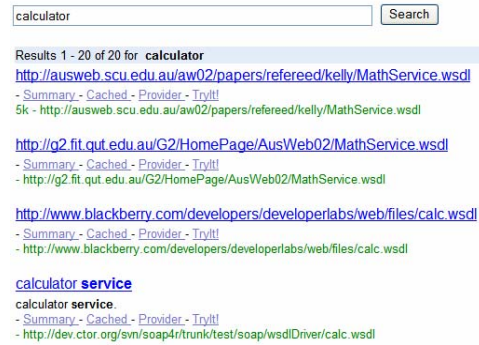 calculator Search
Results 1 - 20 of 20 for calculator
http://ausweb.scu.edu.au/aw02/papers/refereed/kelly/MathService.wsdl
- Summary - Cached - Provider - TryIt!
5k - http://ausweb.scu.edu.au/aw02/papers/refereed/kelly/MathService.wsdl
http://g2.fit.qut.edu.au/G2/HomePage/AusWeb02/MathService.wsdl
- Summary - Cached - Provider - TryIt!
- http://g2.fit.qut.edu.au/G2/HomePage/AusWeb02/MathService.wsdl
http://www.blackberry.com/developers/developerlabs/web/files/calc.wsdl
- Summary - Cached - Provider - TryIt!
- http://www.blackberry.com/developers/developerlabs/web/files/calc.wsdl
calculator service
calculator service.
- Summary - Cached - Provider - TryIt!
- http://dev.ctor.org/svn/soap4r/trunk/test/soap/wsdlDriver/calc.wsdl